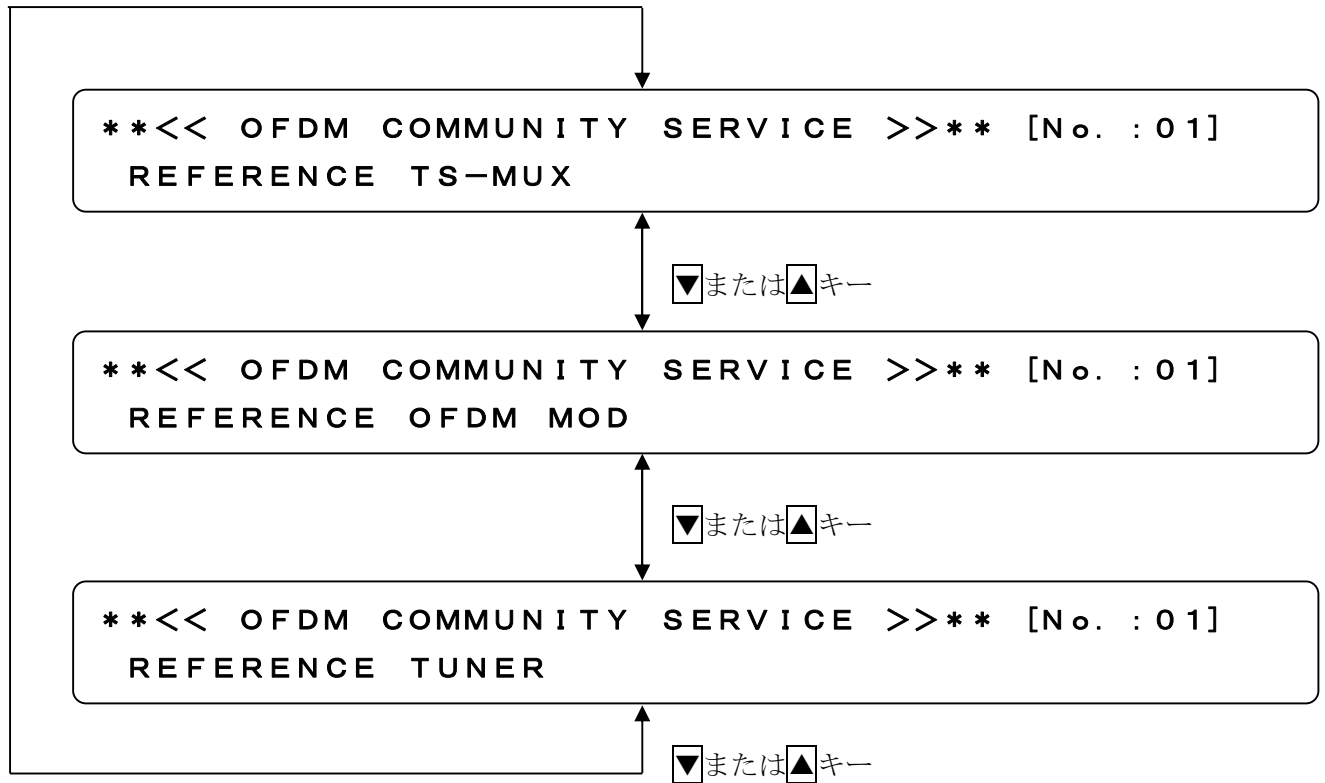 **<< OFDM COMMUNITY SERVICE >>** [No. :01]
REFERENCE TS-MUX
▼または▲キー
**<< OFDM COMMUNITY SERVICE >>** [No. :01]
REFERENCE OFDM MOD
▼または▲キー
**<< OFDM COMMUNITY SERVICE >>** [No. :01]
REFERENCE TUNER
▼または▲キー